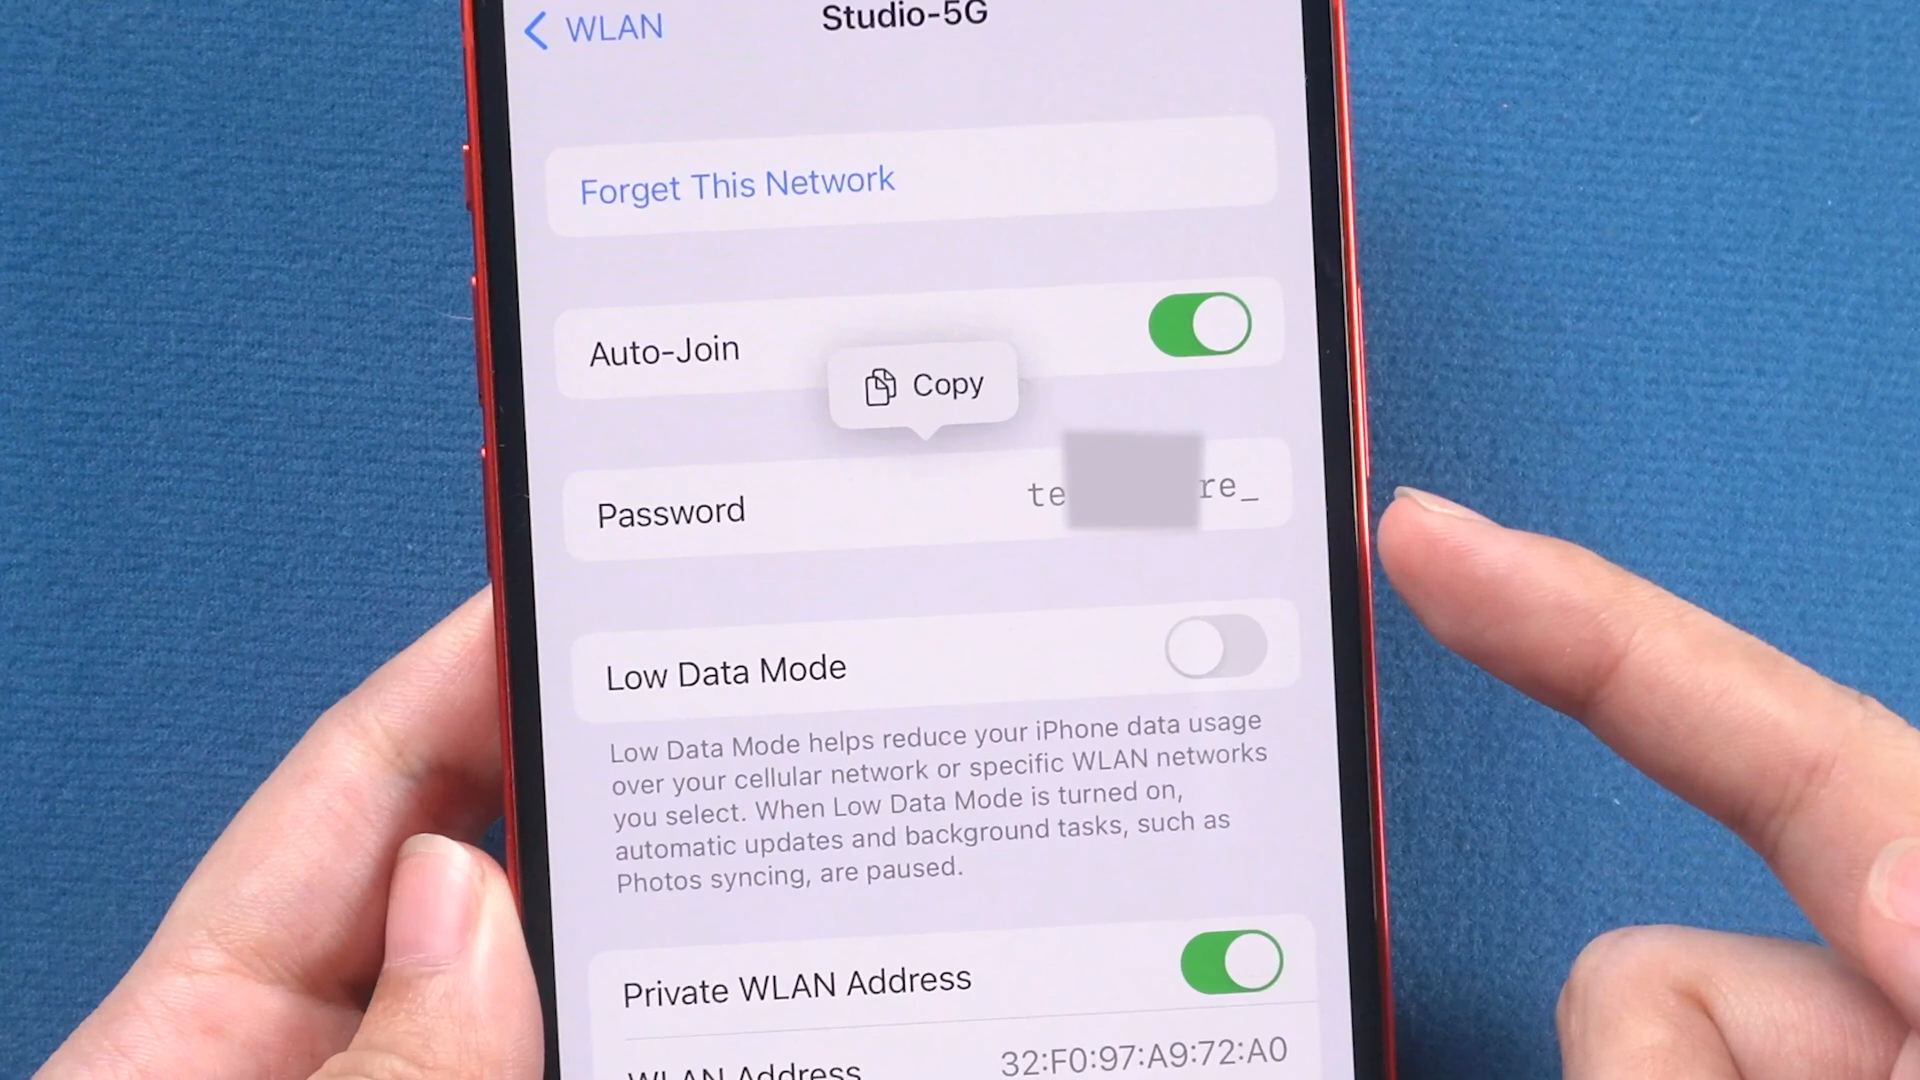 WLAN
Studio-5G
Forget This Network
Auto-Join
Copy
Password te re_
Low Data Mode
Low Data Mode helps reduce your iPhone data usage
over your cellular network or specific WLAN networks
you select. When Low Data Mode is turned on,
automatic updates and background tasks, such as
Photos syncing, are paused.
Private WLAN Address
WLAN Address 32:F0:97:A9:72:A0